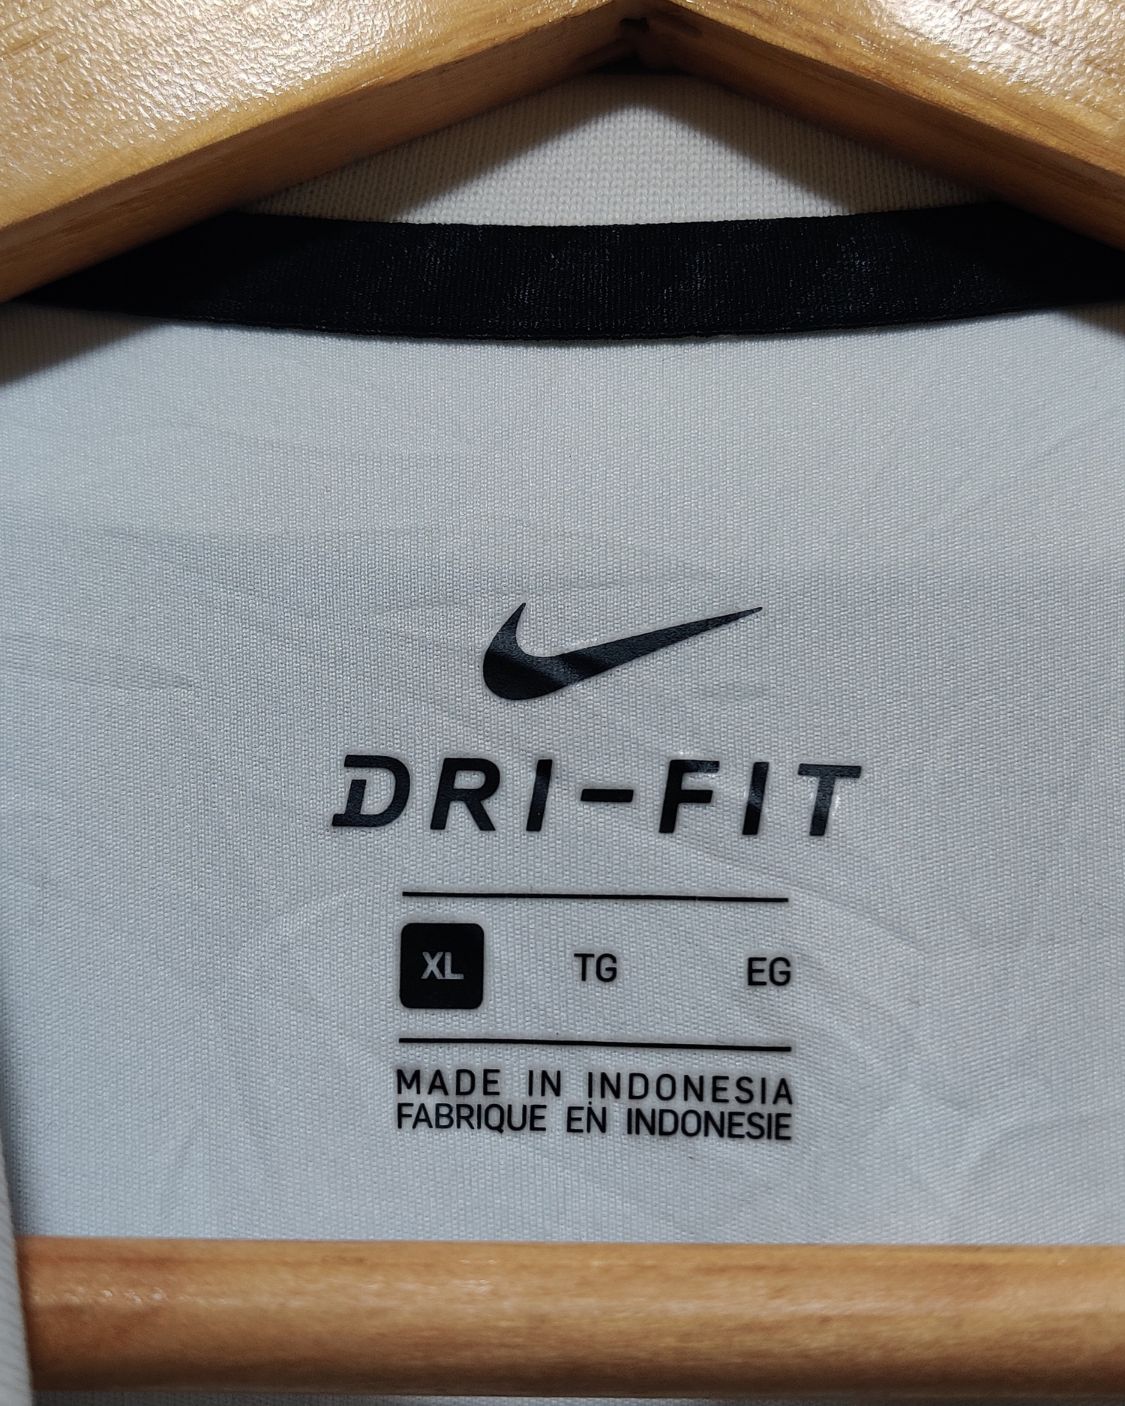 DRI-FIT
XL TG EG
MADE IN INDONESIA
FABRIQUE EN INDONESIE